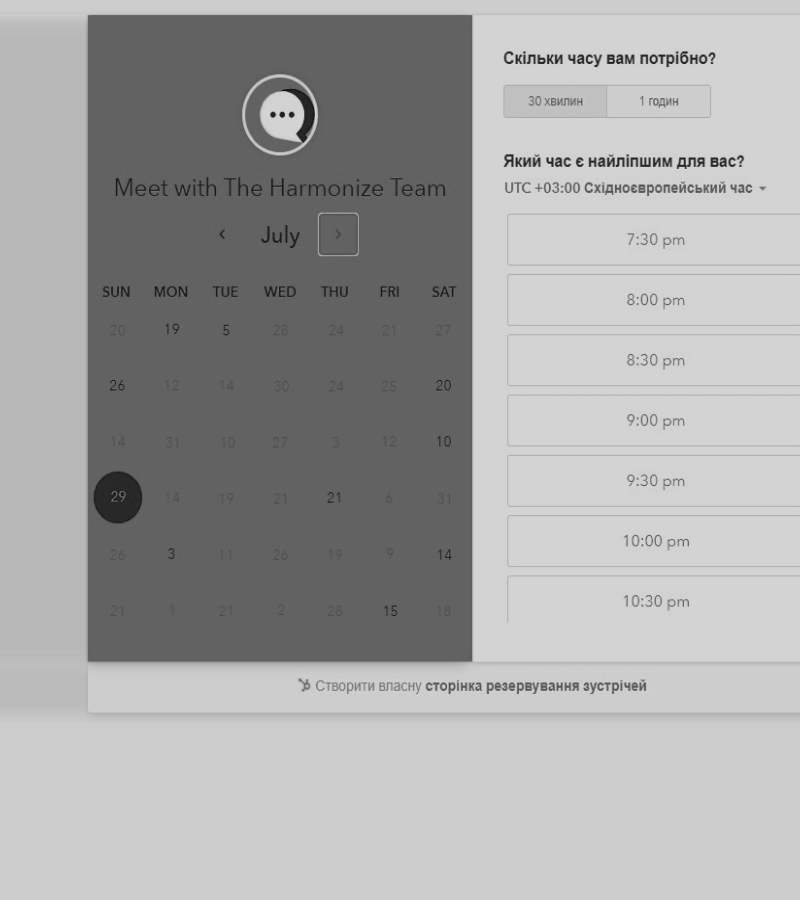 Meet with The Harmonize Team
July
SUN MON TUE WED THU FRI SAT
20 19 5 28 24 21 27
26 12 14 30 24 25 20
14 31 10 27 3 12 10
29 14 19 21 21 6 31
26 3 11 26 19 9 14
21 1 21 2 28 15 18
Скільки часу вам потрібно?
30 хвилин 1 годин
Який час є найліпшим для вас?
UTC +03:00 Східноєвропейський час
7:30 pm
8:00 pm
8:30 pm
9:00 pm
9:30 pm
10:00 pm
10:30 pm
Створити власну сторінка резервування зустрічей